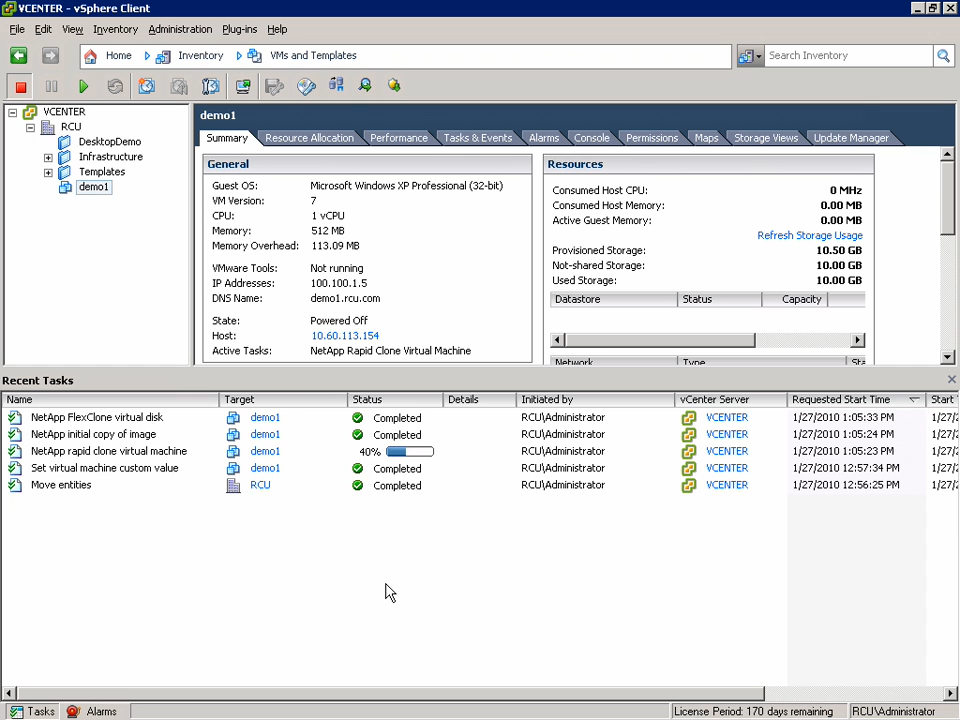 VCENTER - vSphere Client
File Edit View Inventory Administration Plug-ins Help
Home Inventory VMs and Templates Search Inventory
VCENTER
RCU
DesktopDemo
Infrastructure
Templates
demo1
demo1
Summary Resource Allocation Performance Tasks & Events Alarms Console Permissions Maps Storage Views Update Manager
General
Guest OS: Microsoft Windows XP Professional (32-bit)
VM Version: 7
CPU: 1 vCPU
Memory: 512 MB
Memory Overhead: 113.09 MB
VMware Tools: Not running
IP Addresses: 100.100.1.5
DNS Name: demo1.rcu.com
State: Powered Off
Host: 10.60.113.154
Active Tasks: NetApp Rapid Clone Virtual Machine
Resources
Consumed Host CPU: 0 MHz
Consumed Host Memory: 0.00 MB
Active Guest Memory: 0.00 MB
Refresh Storage Usage
Provisioned Storage: 10.50 GB
Not-shared Storage: 10.00 GB
Used Storage: 10.00 GB
Datastore Status Capacity
Network Type Sta
Recent Tasks
Name Target Status Details Initiated by vCenter Server Requested Start Time Start
NetApp FlexClone virtual disk demo1 Completed RCU\Administrator VCENTER 1/27/2010 1:05:33 PM 1/27/
NetApp initial copy of image demo1 Completed RCU\Administrator VCENTER 1/27/2010 1:05:24 PM 1/27/
NetApp rapid clone virtual machine demo1 40% RCU\Administrator VCENTER 1/27/2010 1:05:23 PM 1/27/
Set virtual machine custom value demo1 Completed RCU\Administrator VCENTER 1/27/2010 12:57:34 PM 1/27/
Move entities RCU Completed RCU\Administrator VCENTER 1/27/2010 12:56:25 PM 1/27/
Tasks Alarms License Period: 170 days remaining RCU\Administrator